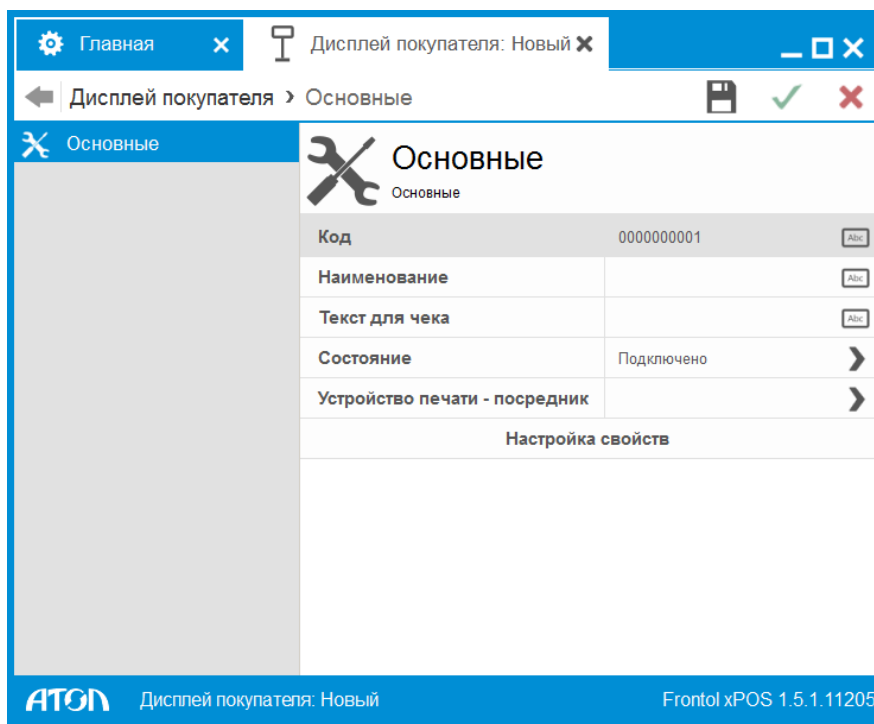 Главная
Дисплей покупателя: Новый
Дисплей покупателя › Основные
Основные
Основные
Основные
Код 0000000001 Abc
Наименование Abc
Текст для чека Abc
Состояние Подключено
Устройство печати - посредник
Настройка свойств
АТОЛ Дисплей покупателя: Новый Frontol xPOS 1.5.1.11205